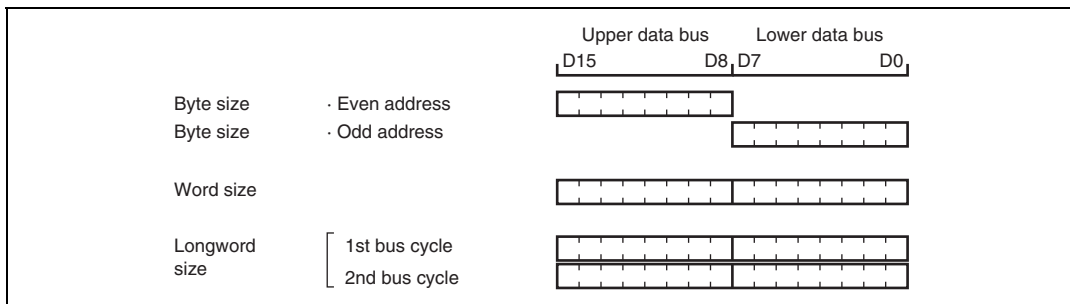 Upper data bus Lower data bus
D15 D8 D7 D0
Byte size · Even address
Byte size · Odd address
Word size
Longword size 1st bus cycle
2nd bus cycle